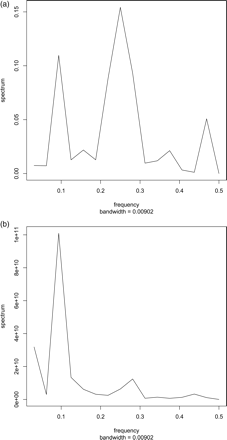 (a)
0.15
0.10
0.05
0.00
spectrum
0.1 0.2 0.3 0.4 0.5
frequency
bandwidth = 0.00902
(b)
1e+11
8e+10
6e+10
4e+10
2e+10
0e+00
spectrum
0.1 0.2 0.3 0.4 0.5
frequency
bandwidth = 0.00902